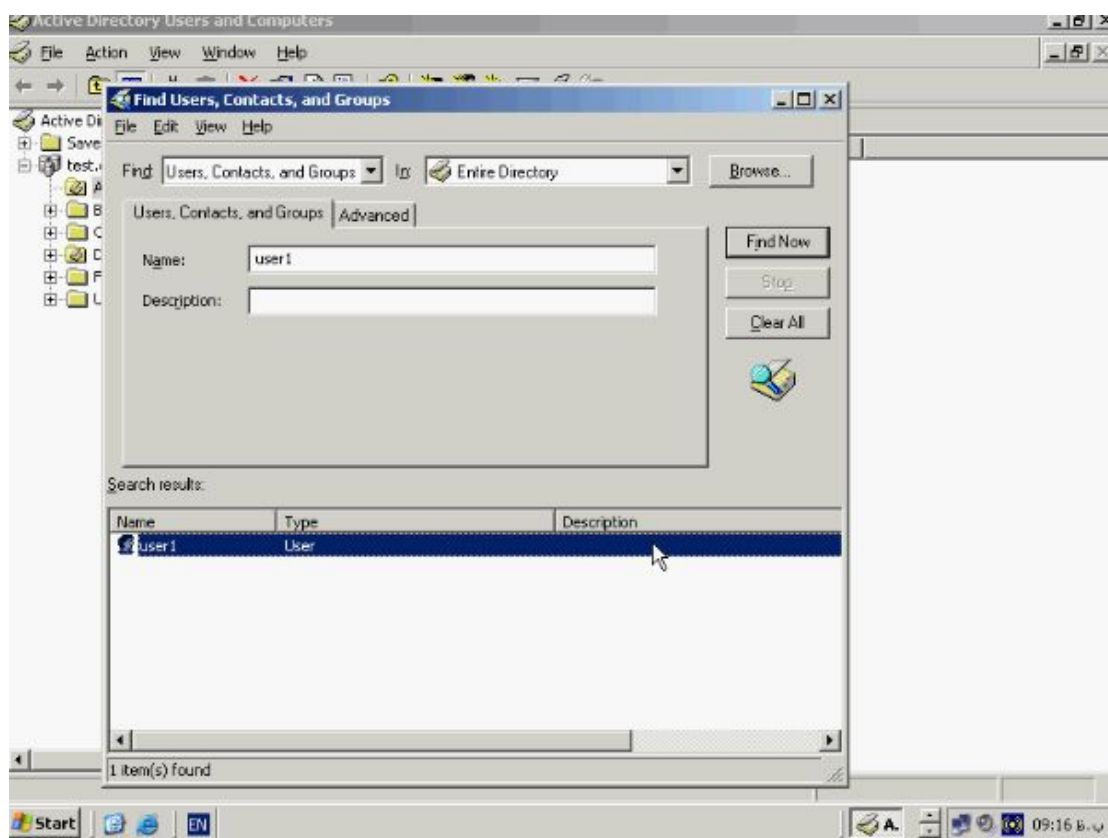 Active Directory Users and Computers
File Action View Window Help
Find Users, Contacts, and Groups
Active Di
File Edit View Help
Save
test.
Find: Users, Contacts, and Groups In: Entire Directory Browse...
A
B
Users, Contacts, and Groups Advanced
C
D
Name: user1 Find Now
F
Stop
U
Description:
Clear All
Search results:
Name Type Description
user1 User
1 item(s) found
Start EN A. 09:16 ب.ظ